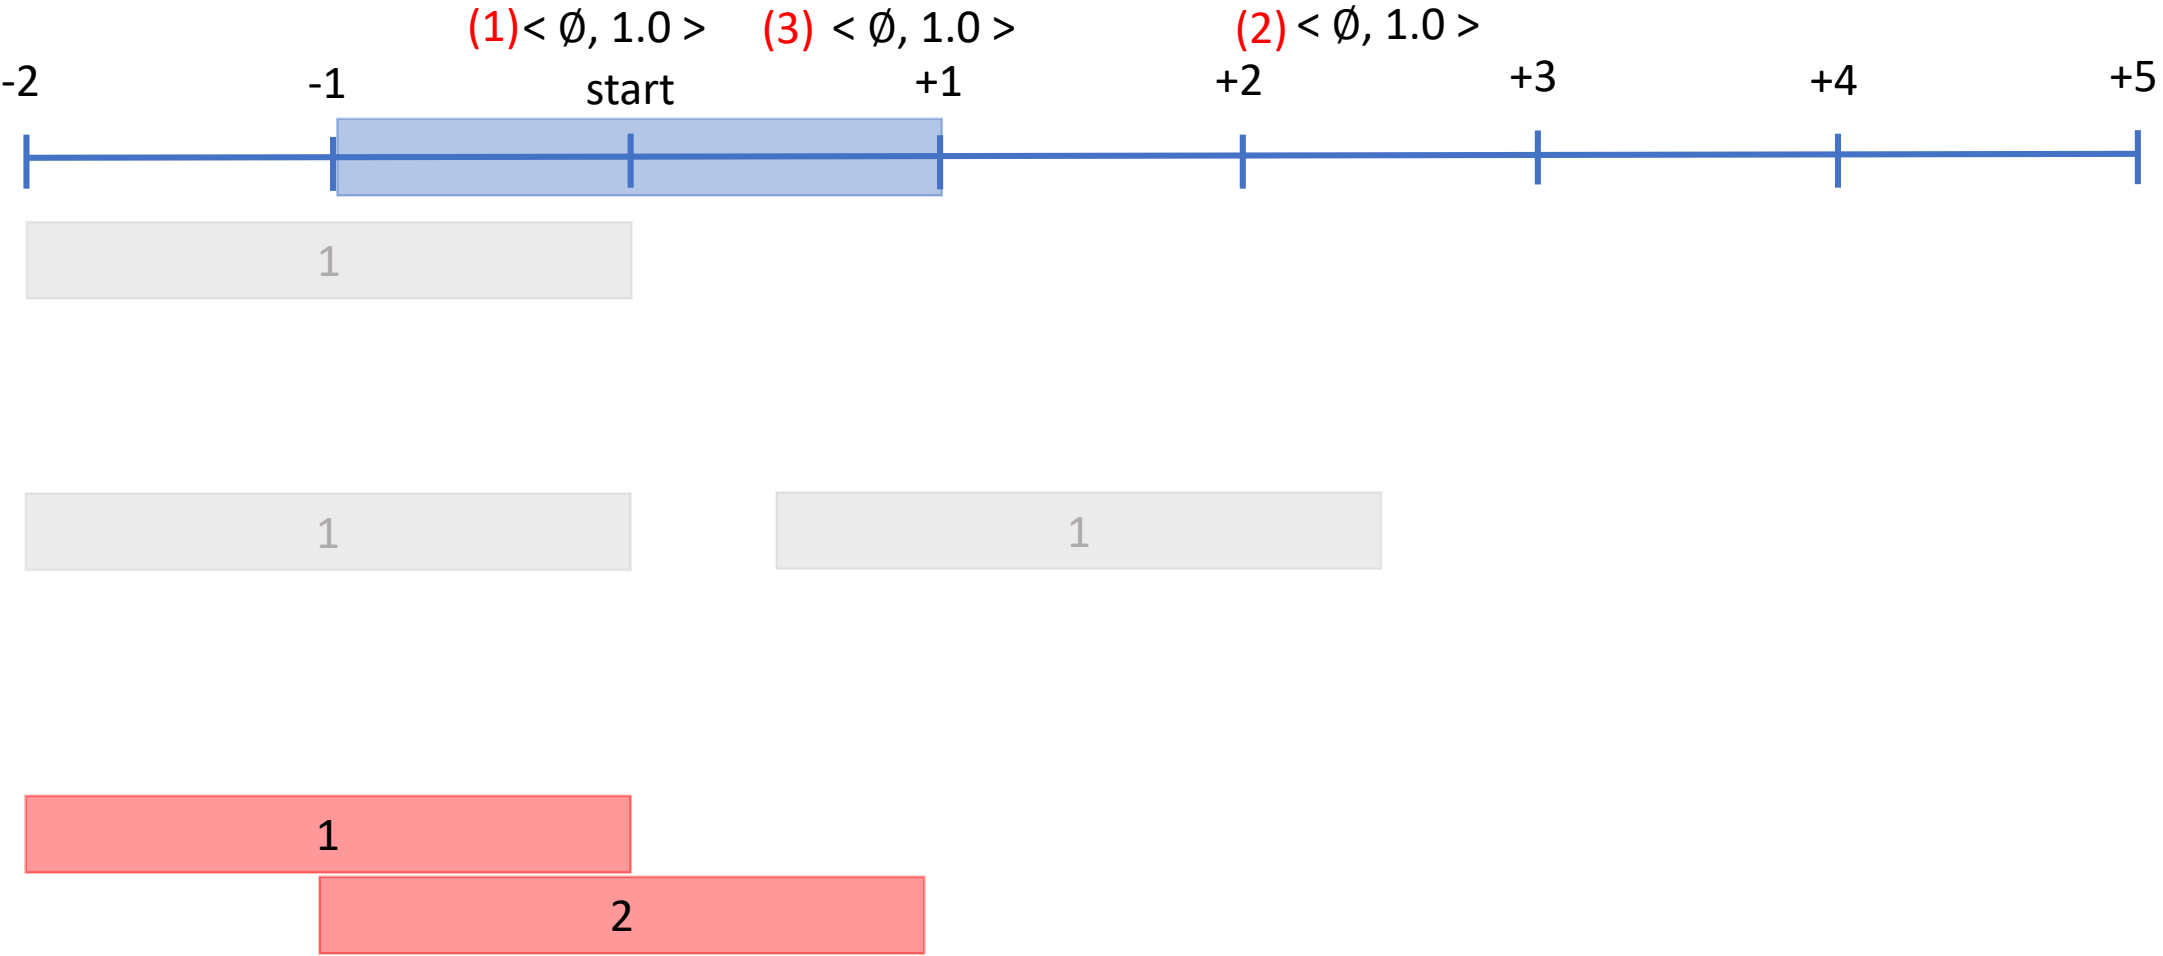 (1)< ∅, 1.0 > (3) < ∅, 1.0 > (2) < ∅, 1.0 >
-2 -1 start +1 +2 +3 +4 +5
1
1 1
1
2